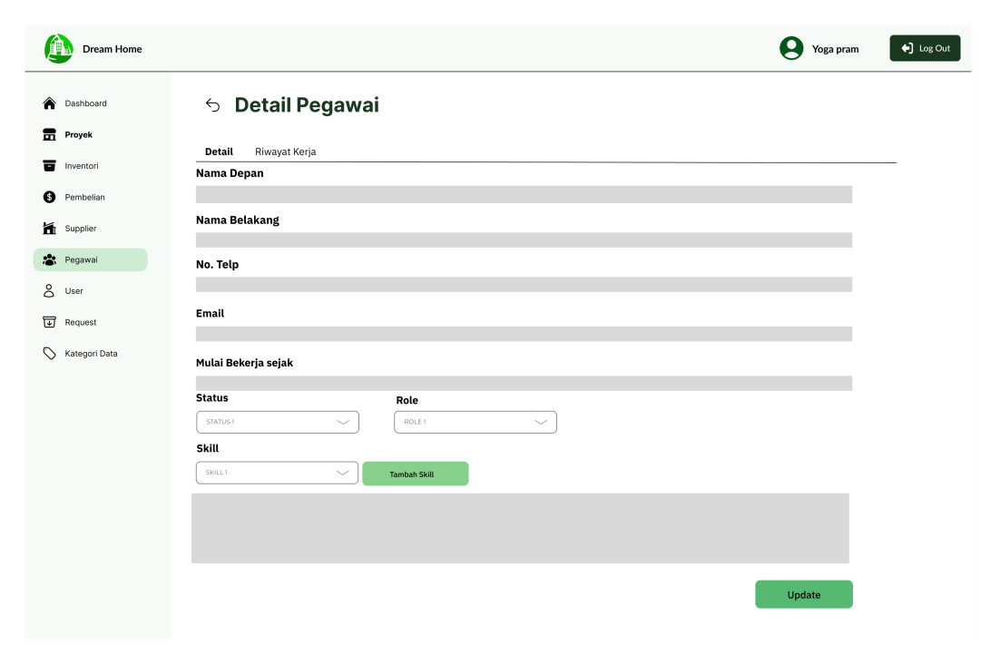 Dream Home
Yoga pram
Log Out
Dashboard
Proyek
Inventori
Pembelian
Supplier
Pegawai
User
Request
Kategori Data
Detail Pegawai
Detail
Riwayat Kerja
Nama Depan
Nama Belakang
No. Telp
Email
Mulai Bekerja sejak
Status
Role
STATUS 1
ROLE 1
Skill
SKILL 1
Tambah Skill
Update